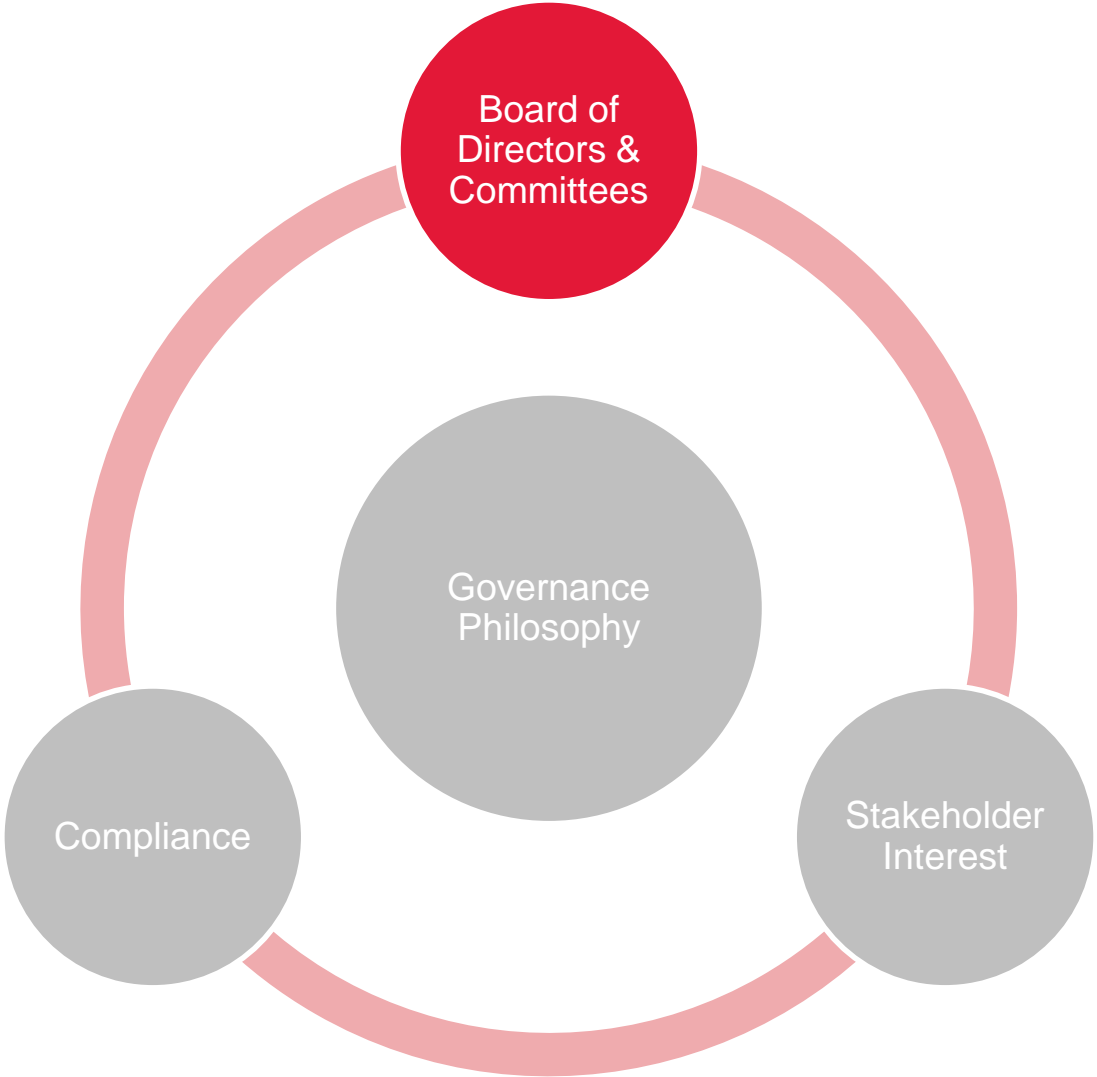 Board of
Directors &
Committees
Governance
Philosophy
Compliance
Stakeholder
Interest